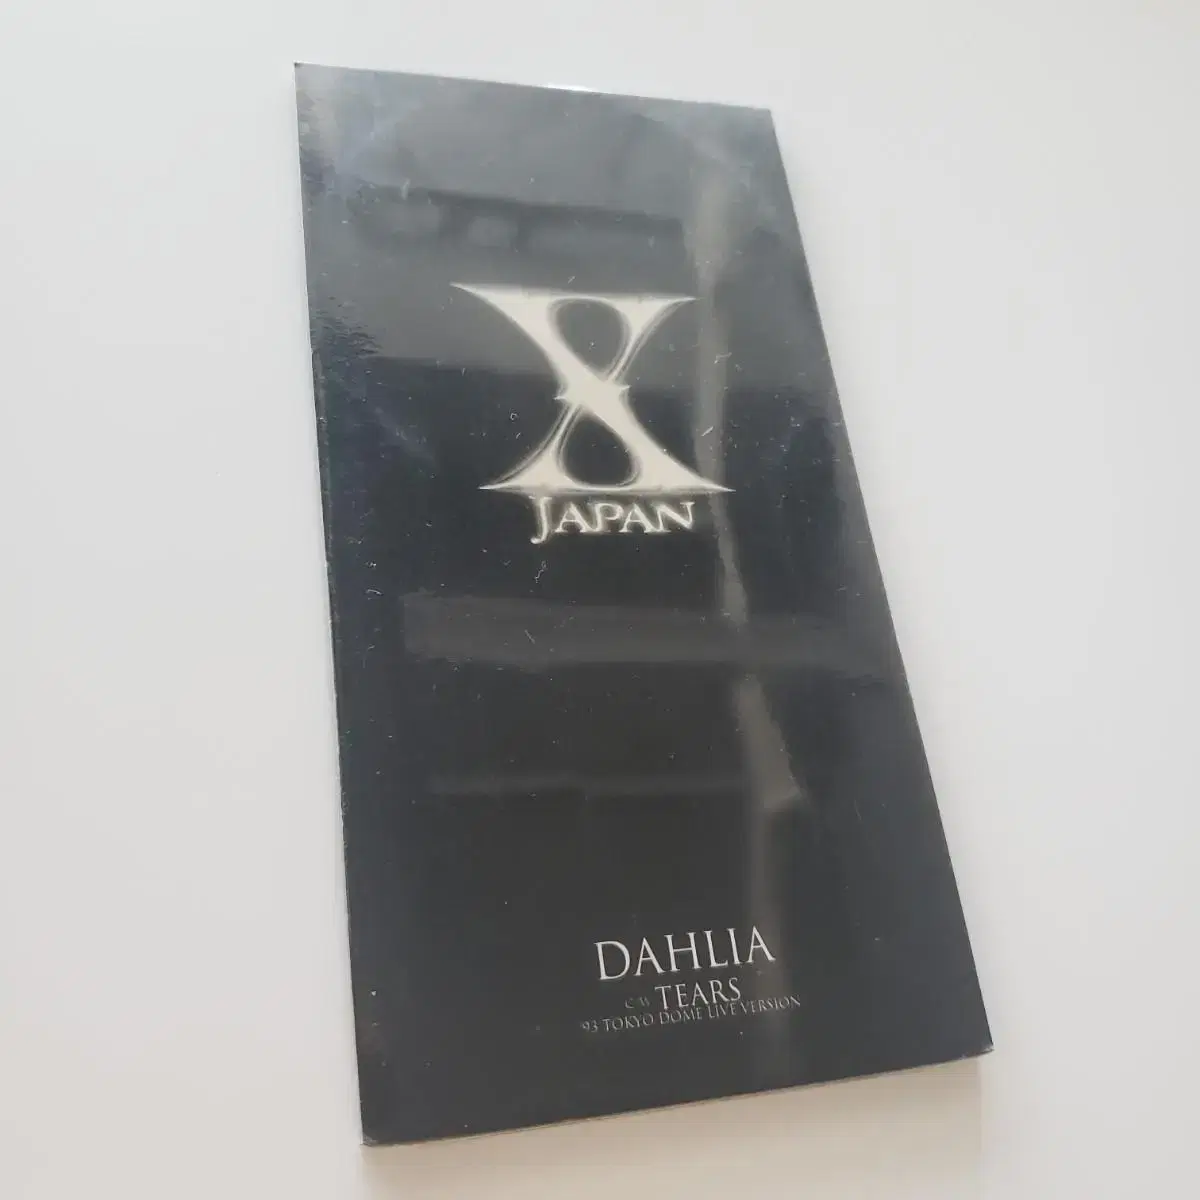 X
JAPAN
DAHLIA
C/W TEARS
'93 TOKYO DOME LIVE VERSION